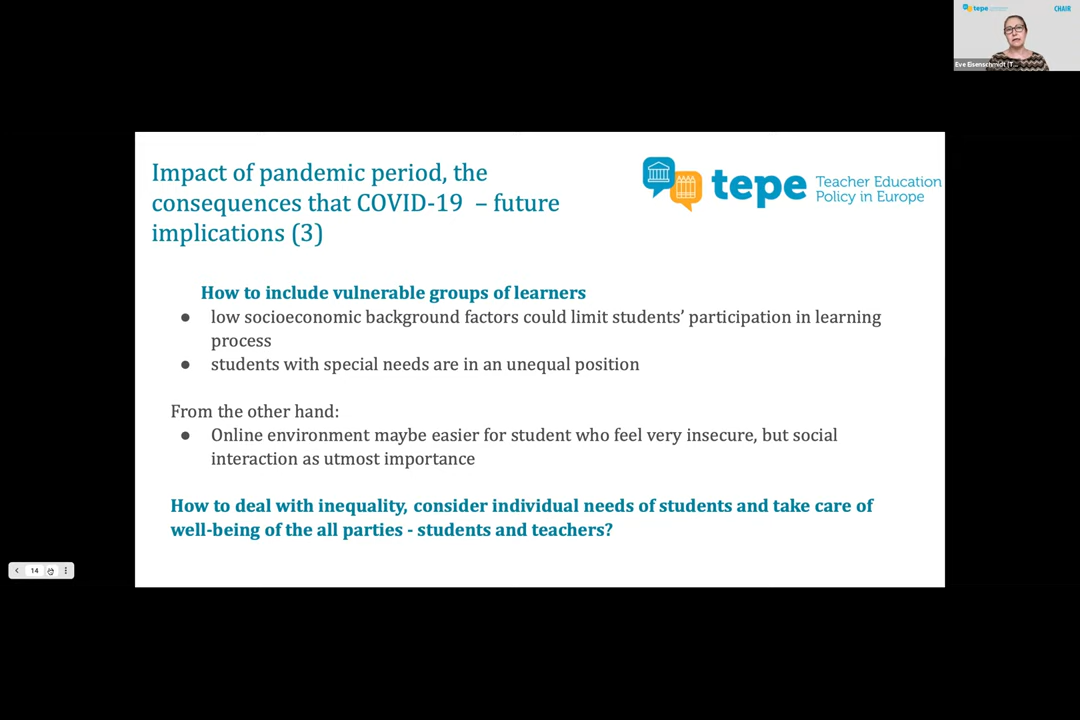 tepe
CHAIR
Eve Eisenschmidt (T...
Impact of pandemic period, the
consequences that COVID-19 – future
implications (3)
tepe
Teacher Education
Policy in Europe
How to include vulnerable groups of learners
● low socioeconomic background factors could limit students’ participation in learning
process
● students with special needs are in an unequal position
From the other hand:
● Online environment maybe easier for student who feel very insecure, but social
interaction as utmost importance
How to deal with inequality, consider individual needs of students and take care of
well-being of the all parties - students and teachers?
14